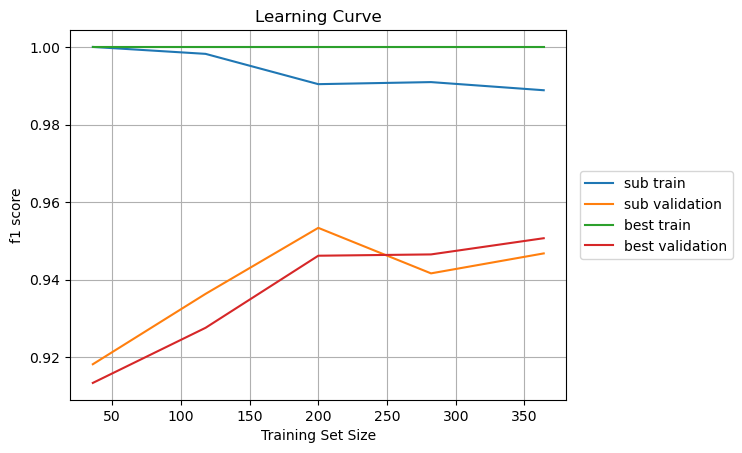 Learning Curve
1.00
0.98
0.96
0.94
0.92
f1 score
50
100
150
200
250
300
350
Training Set Size
sub train
sub validation
best train
best validation